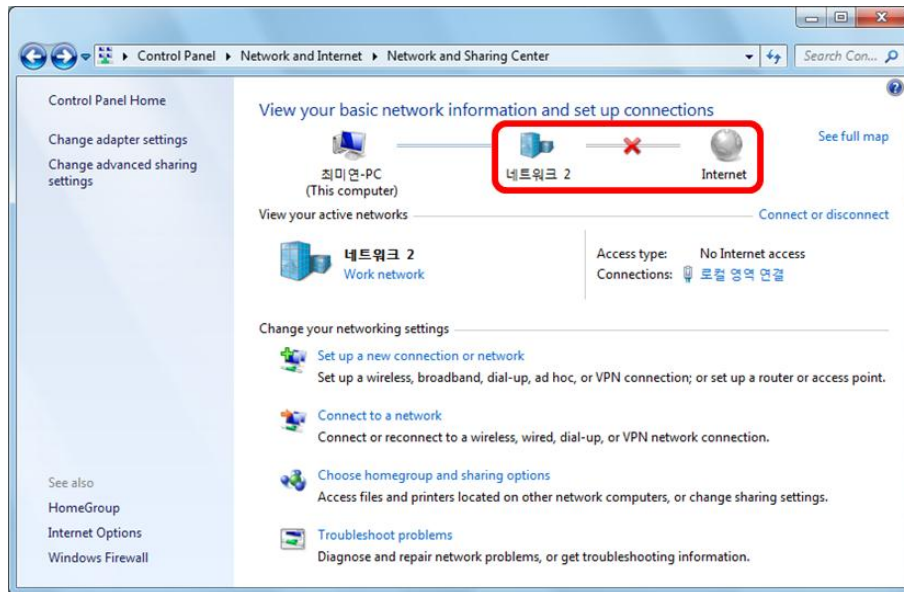 Control Panel ▸ Network and Internet ▸ Network and Sharing Center
Search Con...
Control Panel Home
Change adapter settings
Change advanced sharing
settings
See also
HomeGroup
Internet Options
Windows Firewall
View your basic network information and set up connections
최미연-PC
(This computer)
네트워크 2
Internet
See full map
View your active networks
Connect or disconnect
네트워크 2
Work network
Access type: No Internet access
Connections: 로컬 영역 연결
Change your networking settings
Set up a new connection or network
Set up a wireless, broadband, dial-up, ad hoc, or VPN connection; or set up a router or access point.
Connect to a network
Connect or reconnect to a wireless, wired, dial-up, or VPN network connection.
Choose homegroup and sharing options
Access files and printers located on other network computers, or change sharing settings.
Troubleshoot problems
Diagnose and repair network problems, or get troubleshooting information.